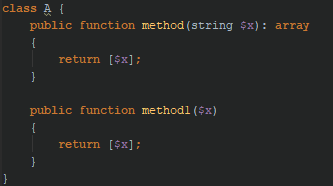 class A {
    public function method(string $x): array
    {
        return [$x];
    }

    public function method1($x)
    {
        return [$x];
    }
}